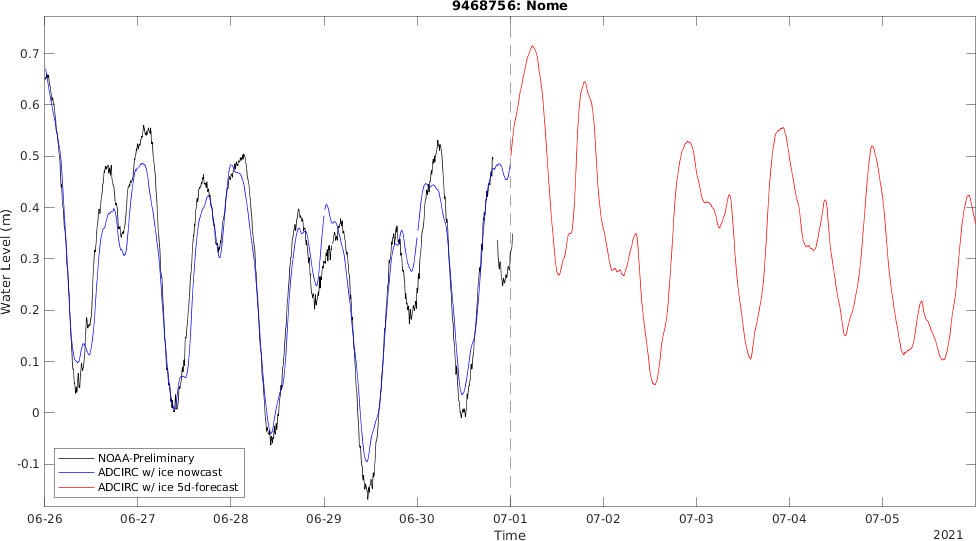 9468756: Nome
Water Level (m)
0.7
0.6
0.5
0.4
0.3
0.2
0.1
0
-0.1
NOAA-Preliminary
ADCIRC w/ ice nowcast
ADCIRC w/ ice 5d-forecast
06-26 06-27 06-28 06-29 06-30 07-01 07-02 07-03 07-04 07-05
Time
2021